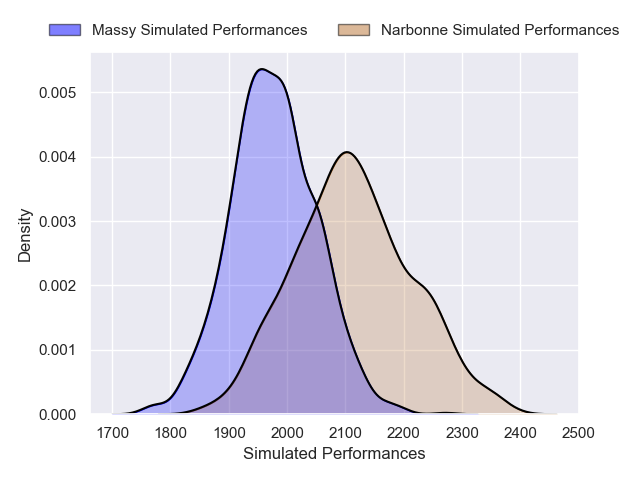 Massy Simulated Performances Narbonne Simulated Performances
0.005
0.004
0.003
0.002
0.001
0.000
Density
1700 1800 1900 2000 2100 2200 2300 2400 2500
Simulated Performances